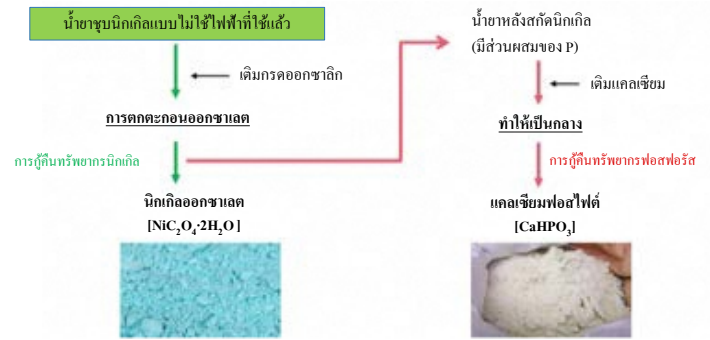 น้ำยาชุบนิกเกิลแบบไม่ใช้ไฟฟ้าที่ใช้แล้ว
เติมกรดออกซาลิก
การตกตะกอนออกซาเลต
การกู้คืนทรัพยากรนิกเกิล
นิกเกิลออกซาเลต
[NiC₂O₄·2H₂O]
น้ำยาหลังสกัดนิกเกิล
(มีส่วนผสมของ P)
เติมแคลเซียม
ทำให้เป็นกลาง
การกู้คืนทรัพยากรฟอสฟอรัส
แคลเซียมฟอสไฟต์
[CaHPO₃]